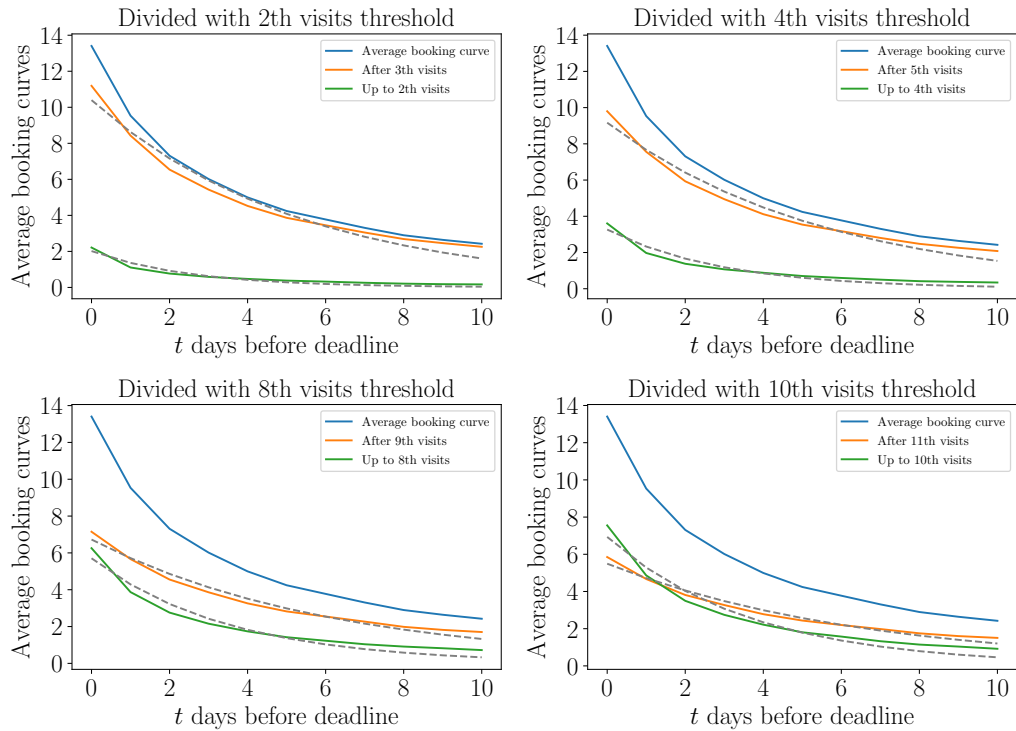 Divided with 2th visits threshold
Average booking curves
14
12
10
8
6
4
2
0
Average booking curve
After 3th visits
Up to 2th visits
0 2 4 6 8 10
t days before deadline
Divided with 4th visits threshold
Average booking curves
14
12
10
8
6
4
2
0
Average booking curve
After 5th visits
Up to 4th visits
0 2 4 6 8 10
t days before deadline
Divided with 8th visits threshold
Average booking curves
14
12
10
8
6
4
2
0
Average booking curve
After 9th visits
Up to 8th visits
0 2 4 6 8 10
t days before deadline
Divided with 10th visits threshold
Average booking curves
14
12
10
8
6
4
2
0
Average booking curve
After 11th visits
Up to 10th visits
0 2 4 6 8 10
t days before deadline